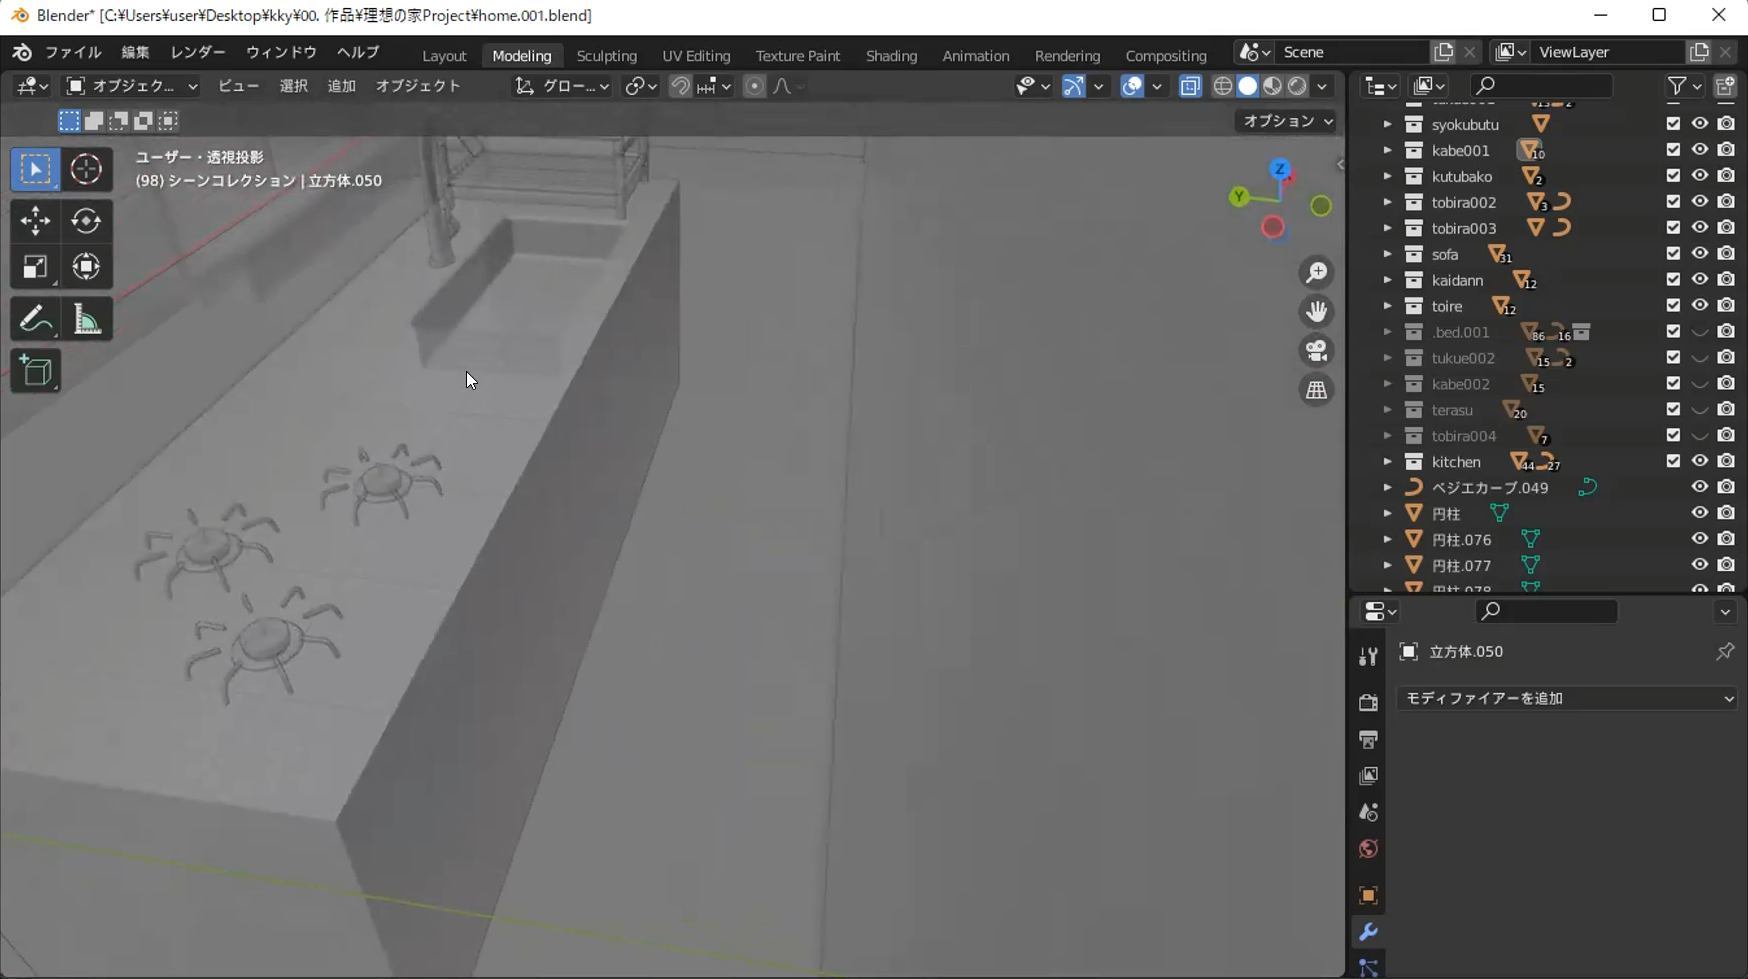 Blender* [C:¥Users¥user¥Desktop¥kky¥00. 作品¥理想の家Project¥home.001.blend]
ファイル 編集 レンダー ウィンドウ ヘルプ Layout Modeling Sculpting UV Editing Texture Paint Shading Animation Rendering Compositing Scene ViewLayer
オブジェク... ビュー 選択 追加 オブジェクト グロー...
オプション
ユーザー・透視投影
(98) シーンコレクション | 立方体.050
Z
Y
syokubutu
kabe001 10
kutubako 2
tobira002 3
tobira003
sofa 31
kaidann 12
toire 12
.bed.001 86 16
tukue002 15 2
kabe002 15
terasu 20
tobira004 7
kitchen 44 27
ベジエカーブ.049
円柱
円柱.076
円柱.077
円柱.078
立方体.050
モディファイアーを追加